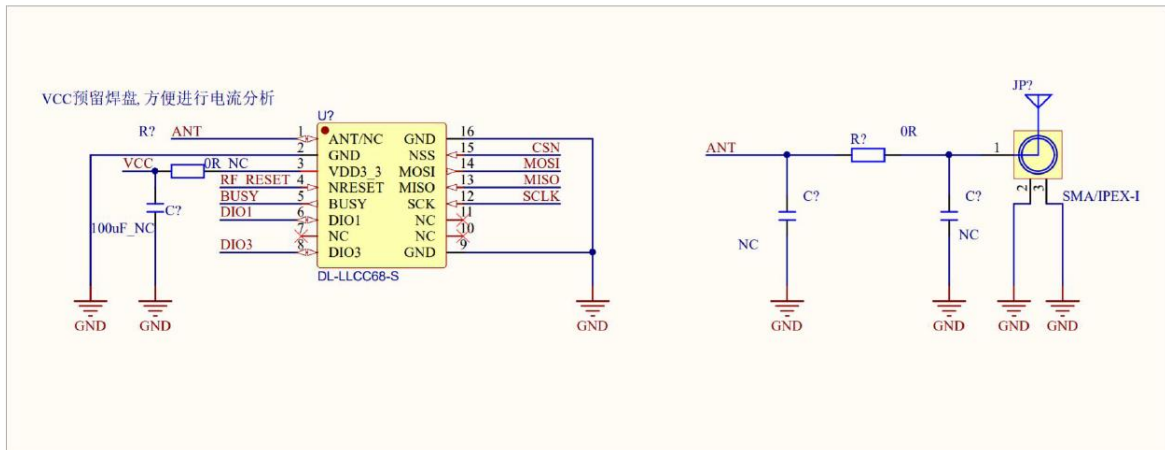 VCC预留焊盘,方便进行电流分析
U?
R?
ANT
1
ANT/NC
GND
16
2
GND
NSS
15
CSN
VCC
0R_NC
3
VDD3_3
MOSI
14
MOSI
RF_RESET
4
NRESET
MISO
13
MISO
BUSY
5
BUSY
SCK
12
SCLK
C?
DIO1
6
DIO1
NC
11
100uF_NC
7
NC
NC
10
DIO3
8
DIO3
GND
9
DL-LLCC68-S
GND
GND
GND
JP?
ANT
R?
0R
1
C?
NC
C?
NC
2
3
SMA/IPEX-I
GND
GND
GND
GND